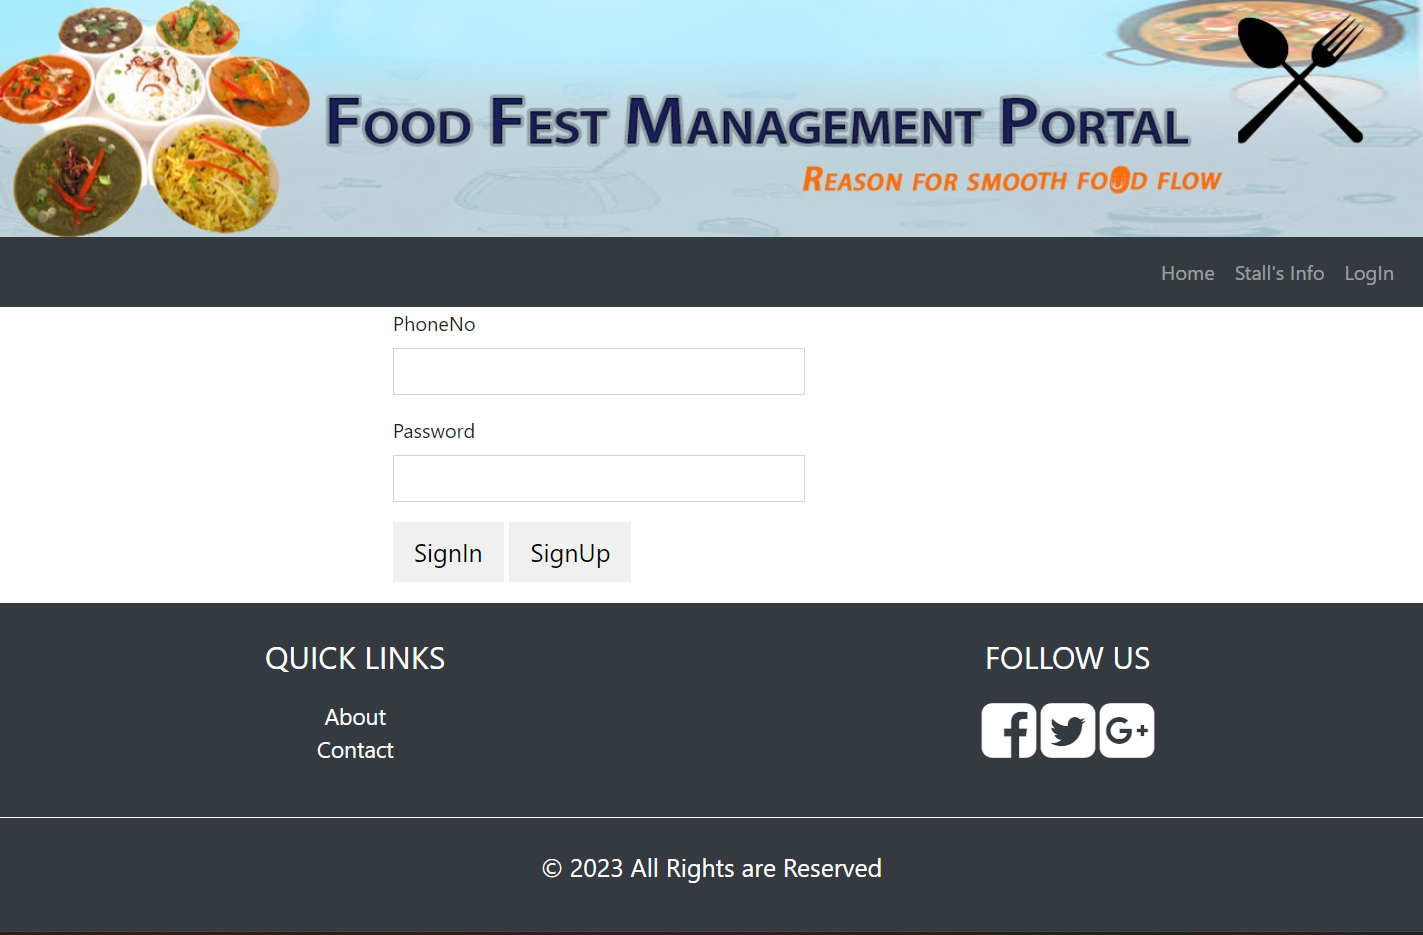 FOOD FEST MANAGEMENT PORTAL
REASON FOR SMOOTH FOOD FLOW
Home Stall's Info LogIn
PhoneNo
Password
SignIn SignUp
QUICK LINKS FOLLOW US
About
Contact
© 2023 All Rights are Reserved